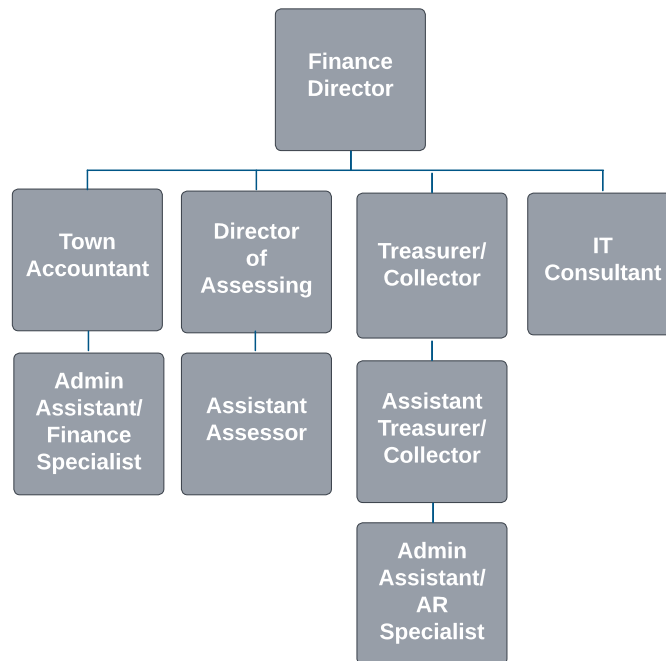 Finance
Director
Town
Accountant
Director
of
Assessing
Treasurer/
Collector
IT
Consultant
Admin
Assistant/
Finance
Specialist
Assistant
Assessor
Assistant
Treasurer/
Collector
Admin
Assistant/
AR
Specialist